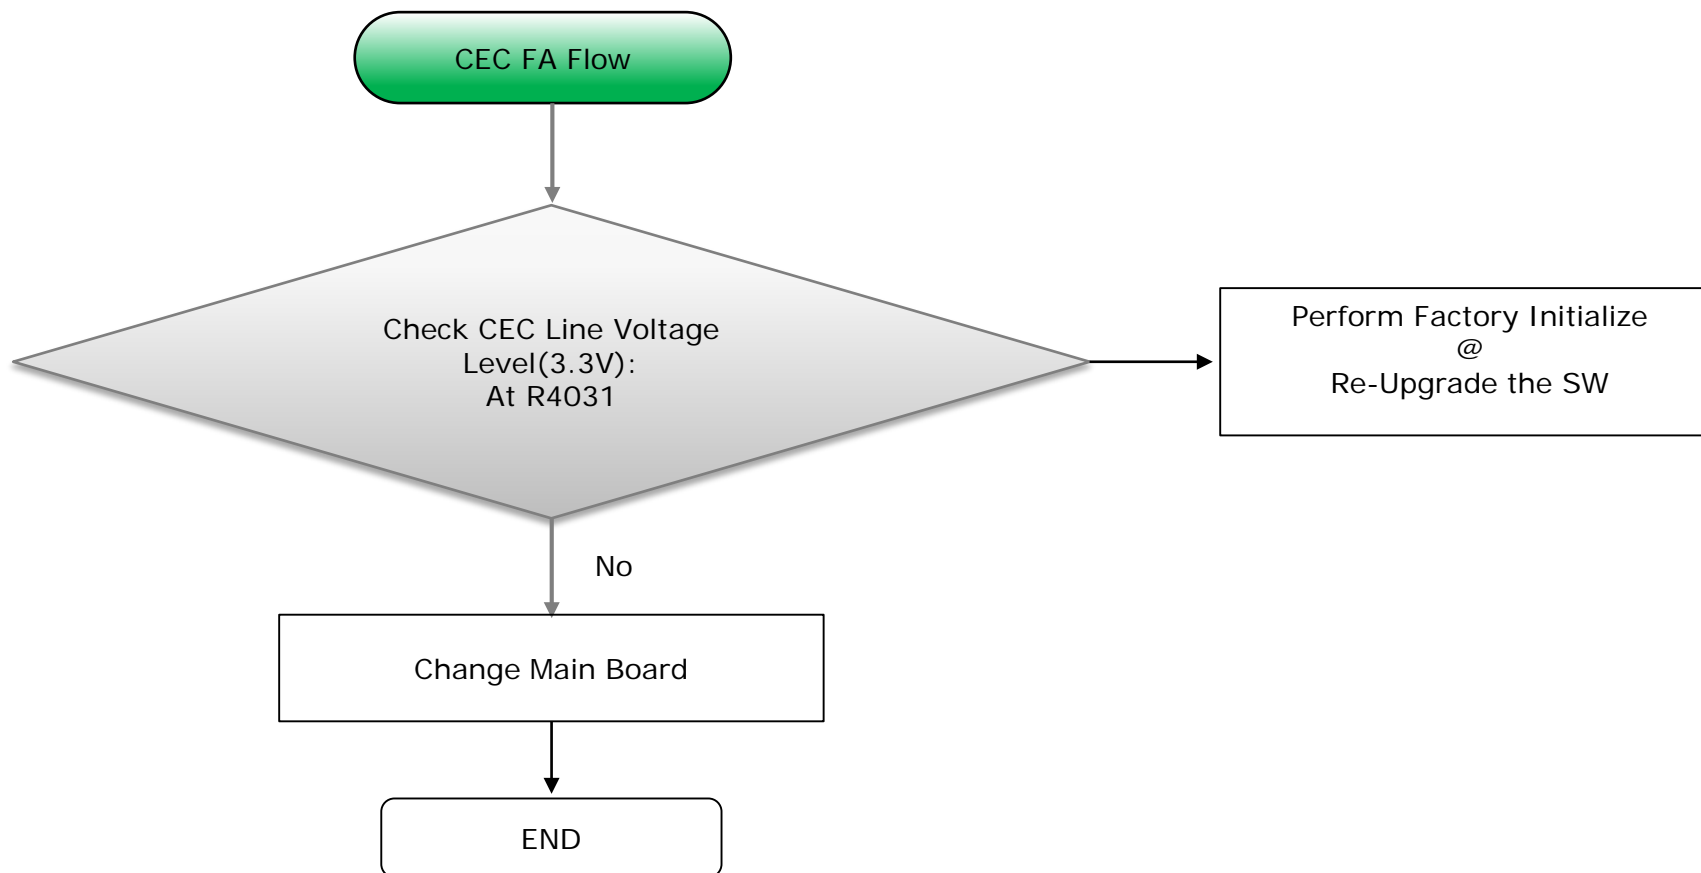 CEC FA Flow
Check CEC Line Voltage
Level(3.3V):
At R4031
Perform Factory Initialize
@
Re-Upgrade the SW
No
Change Main Board
END